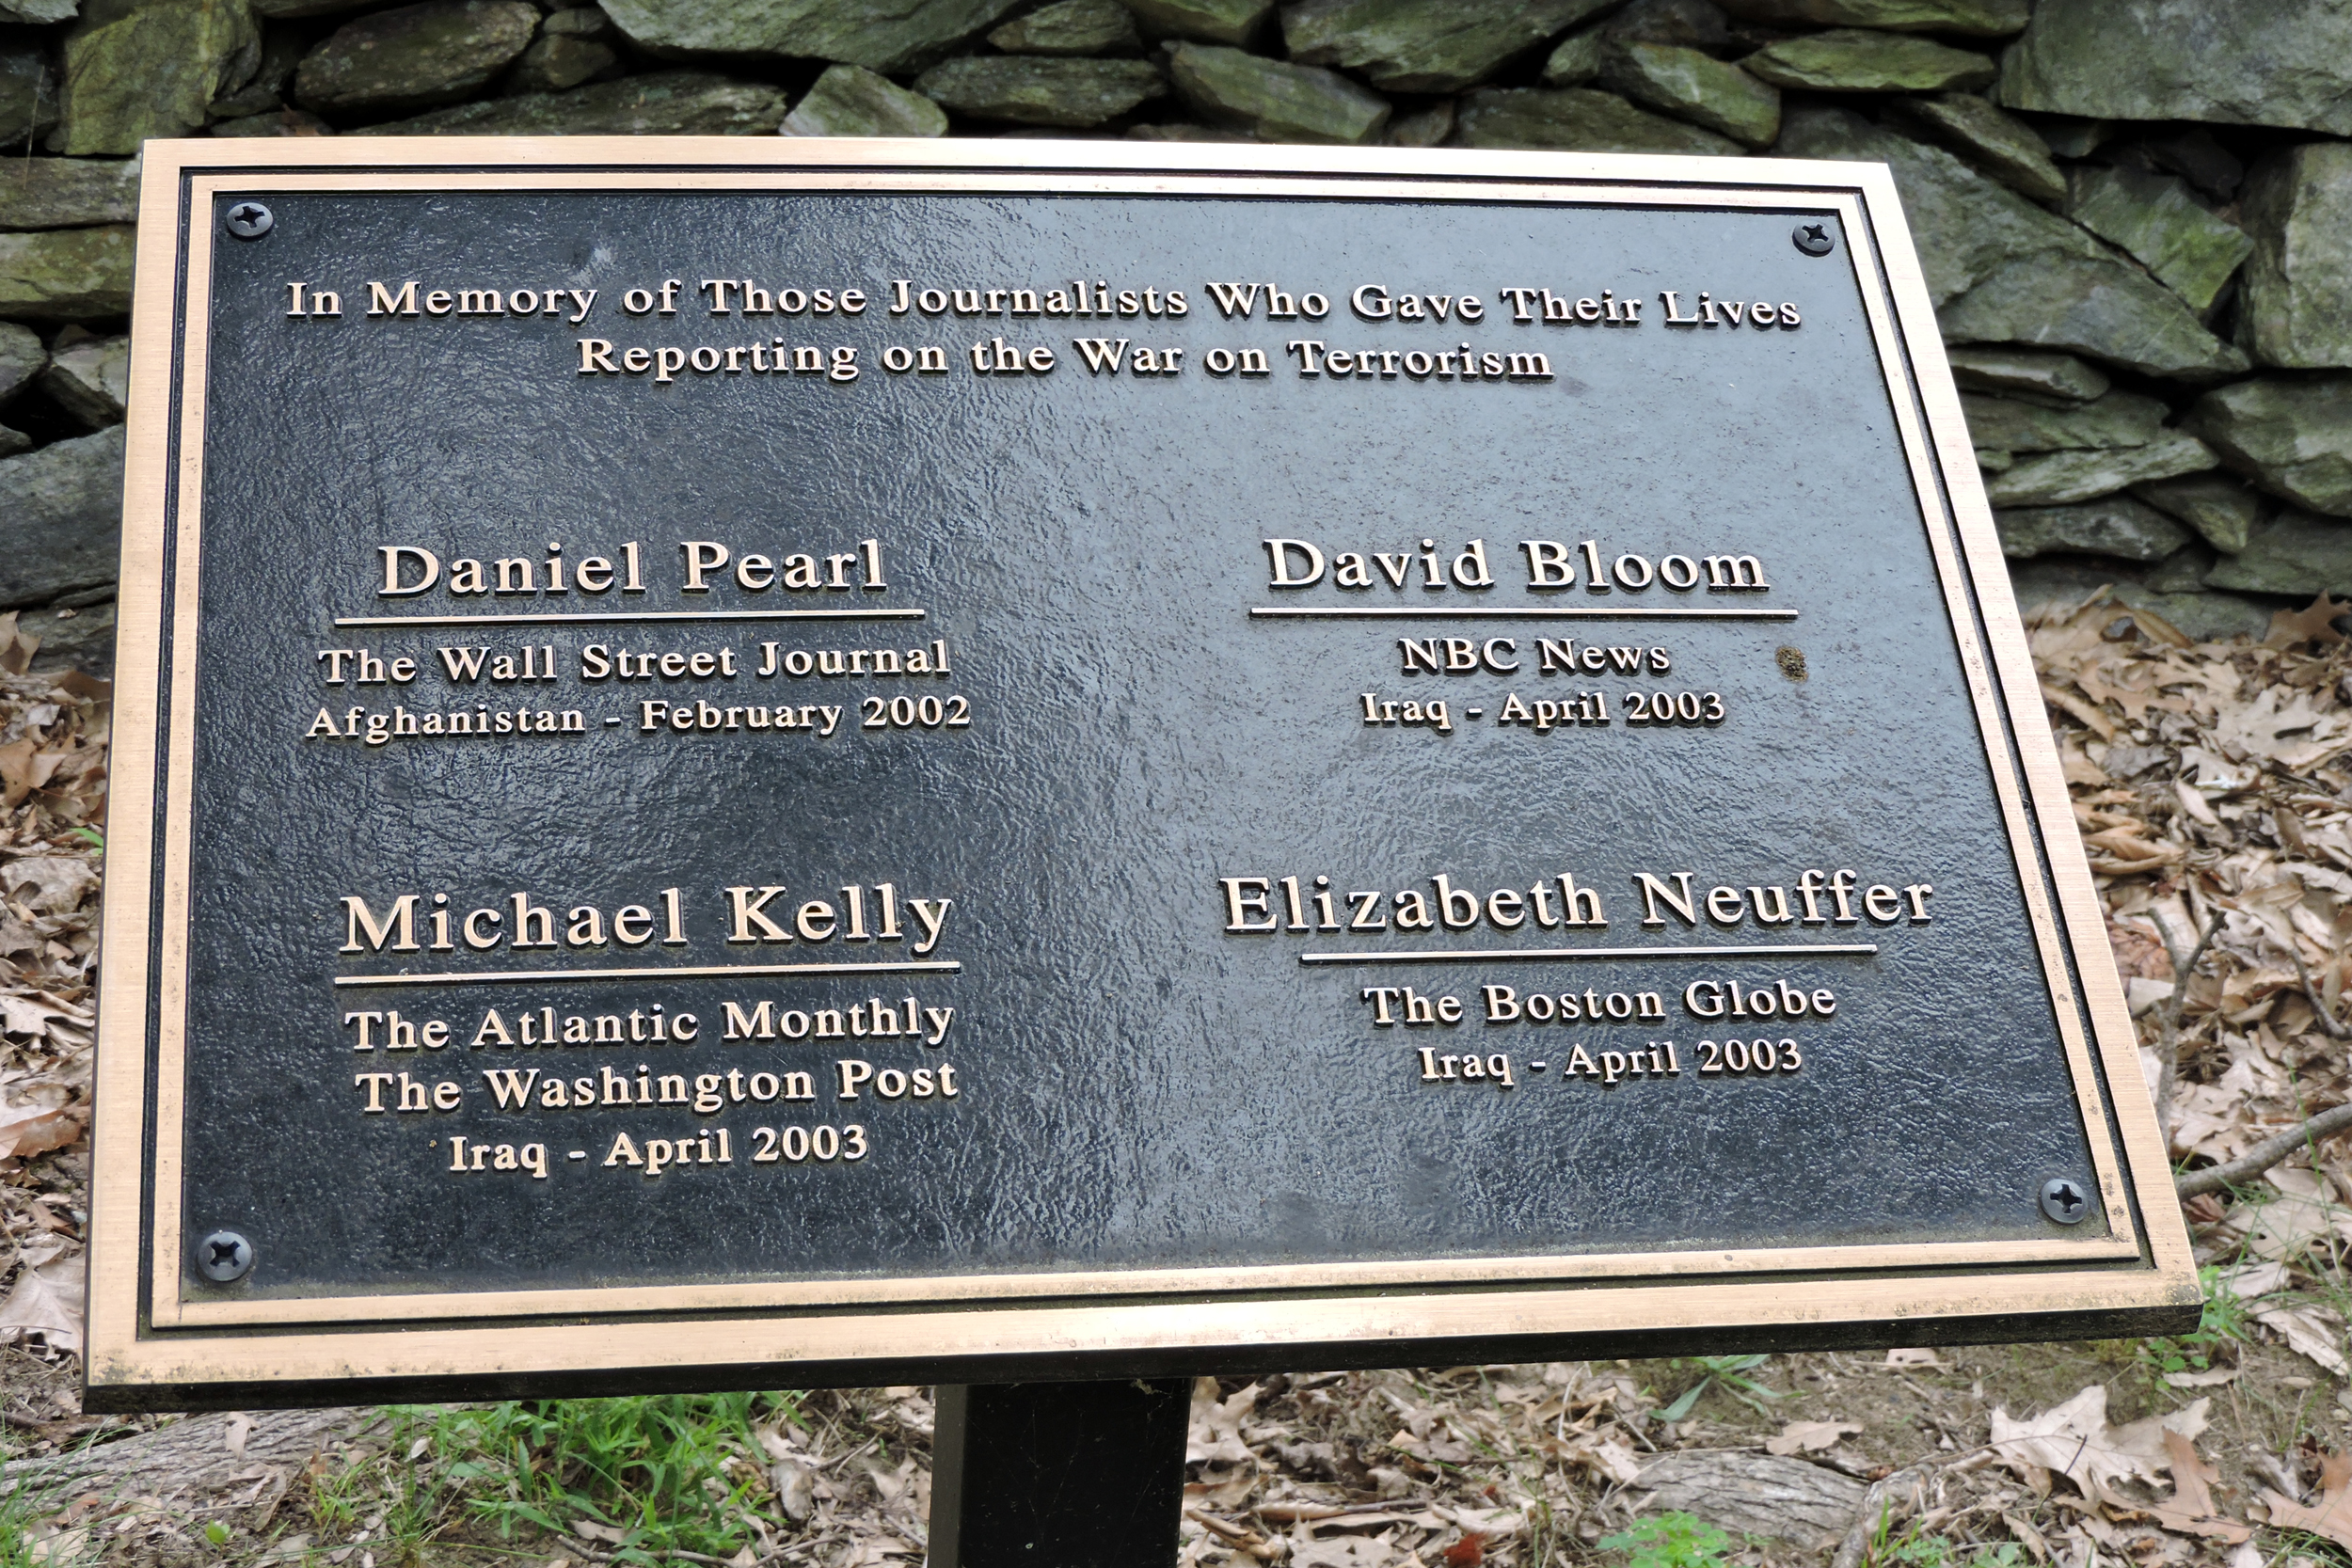 In Memory of Those Journalists Who Gave Their Lives
Reporting on the War on Terrorism
Daniel Pearl
The Wall Street Journal
Afghanistan - February 2002
David Bloom
NBC News
Iraq - April 2003
Michael Kelly
The Atlantic Monthly
The Washington Post
Iraq - April 2003
Elizabeth Neuffer
The Boston Globe
Iraq - April 2003